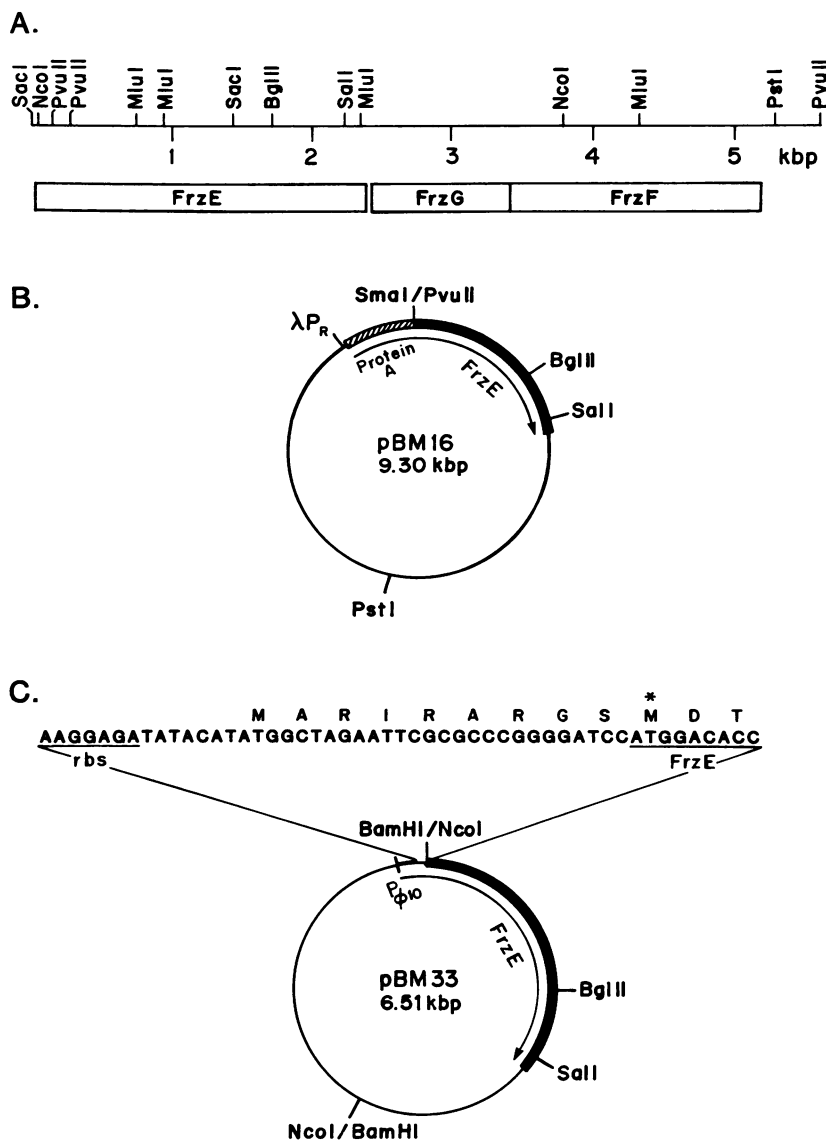 A.
SacI NcoI PvuII PvuII MluI MluI SacI BglII SalI MluI NcoI MluI PstI PvuII
1 2 3 4 5 kbp
FrzE FrzG FrzF
B.
SmaI/PvuII
λPR
Protein A
FrzE
BglII
SalI
pBM16
9.30 kbp
PstI
C.
*
M A R I R A R G S M D T
AAGGAGATATACATATGGCTAGAATTCGCGCCCGGGGATCCATGGACACC
rbs FrzE
BamHI/NcoI
Pϕ10
FrzE
pBM33
6.51 kbp
BglII
SalI
NcoI/BamHI